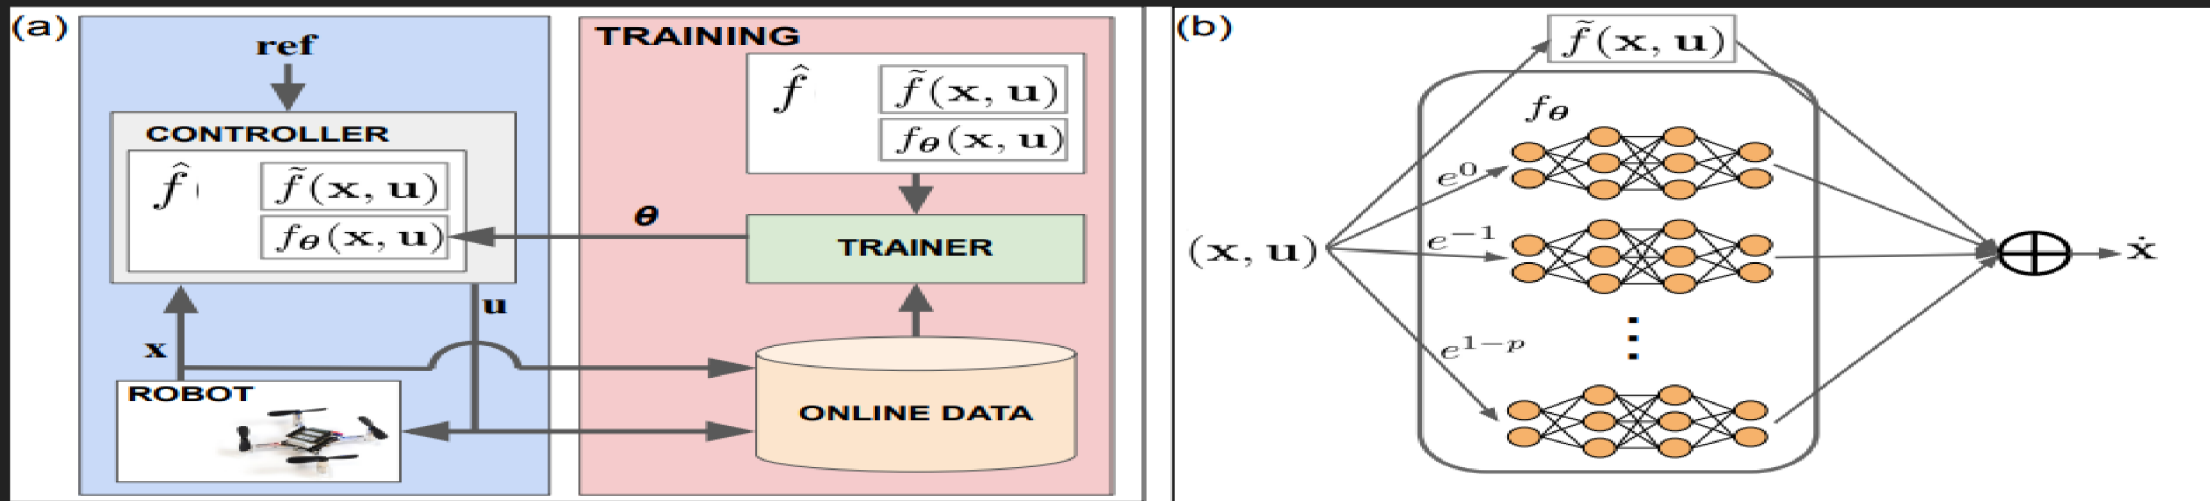 (a)
ref
CONTROLLER
f̂
f̃(x, u)
f_θ(x, u)
x
u
ROBOT
θ
TRAINING
f̂
f̃(x, u)
f_θ(x, u)
TRAINER
ONLINE DATA
(b)
f̃(x, u)
f_θ
e^0
e^{-1}
(x, u)
ẋ
e^{1-p}
⋮